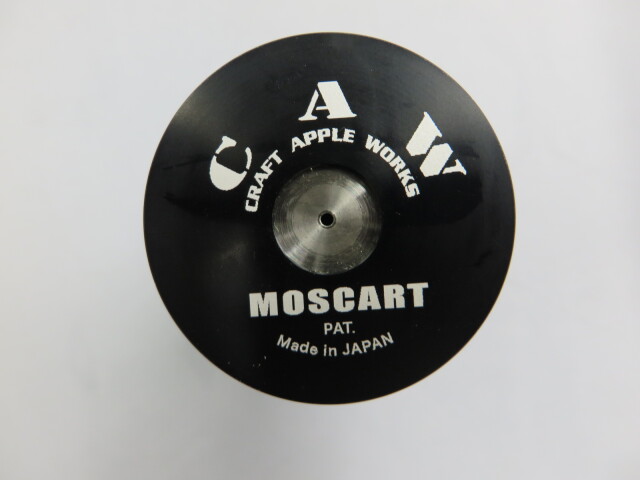 C A W
CRAFT APPLE WORKS
MOSCART
PAT.
Made in JAPAN